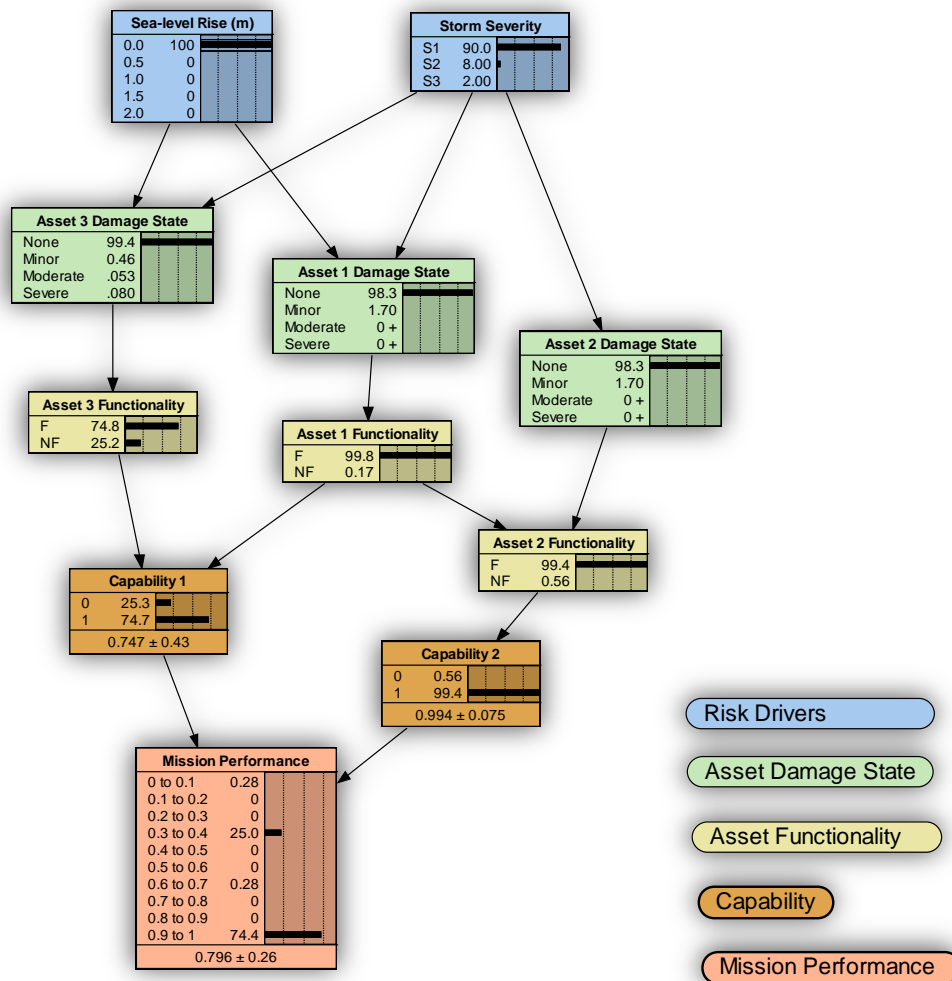 Sea-level Rise (m)
0.0 100
0.5 0
1.0 0
1.5 0
2.0 0
Storm Severity
S1 90.0
S2 8.00
S3 2.00
Asset 3 Damage State
None 99.4
Minor 0.46
Moderate .053
Severe .080
Asset 1 Damage State
None 98.3
Minor 1.70
Moderate 0 +
Severe 0 +
Asset 2 Damage State
None 98.3
Minor 1.70
Moderate 0 +
Severe 0 +
Asset 3 Functionality
F 74.8
NF 25.2
Asset 1 Functionality
F 99.8
NF 0.17
Asset 2 Functionality
F 99.4
NF 0.56
Capability 1
0 25.3
1 74.7
0.747 ± 0.43
Capability 2
0 0.56
1 99.4
0.994 ± 0.075
Mission Performance
0 to 0.1 0.28
0.1 to 0.2 0
0.2 to 0.3 0
0.3 to 0.4 25.0
0.4 to 0.5 0
0.5 to 0.6 0
0.6 to 0.7 0.28
0.7 to 0.8 0
0.8 to 0.9 0
0.9 to 1 74.4
0.796 ± 0.26
Risk Drivers
Asset Damage State
Asset Functionality
Capability
Mission Performance